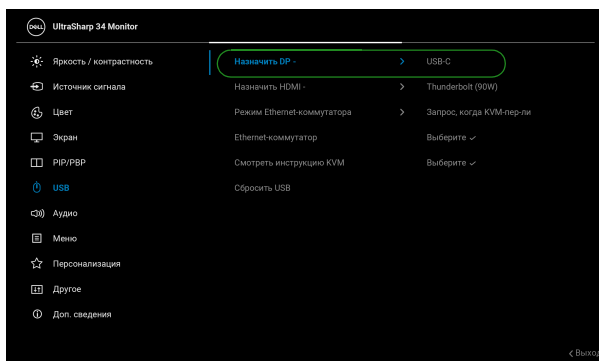 DELL UltraSharp 34 Monitor
Яркость / контрастность
Назначить DP - USB-C
Источник сигнала
Назначить HDMI - Thunderbolt (90W)
Цвет
Режим Ethernet-коммутатора Запрос, когда KVM-пер-ли
Экран
Ethernet-коммутатор Выберите ✓
PIP/PBP
Смотреть инструкцию KVM Выберите ✓
USB
Сбросить USB
Аудио
Меню
Персонализация
Другое
Доп. сведения
Выход